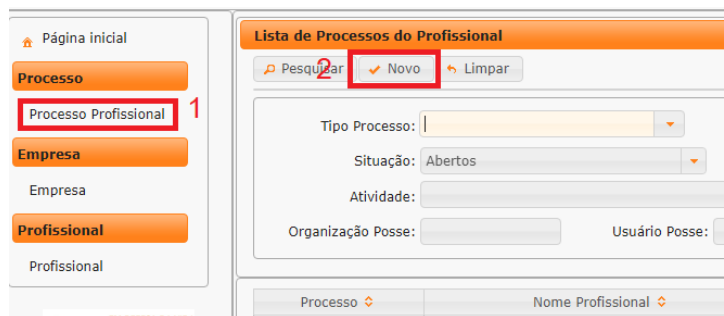 Página inicial
Processo
Processo Profissional 1
Empresa
Empresa
Profissional
Profissional
Lista de Processos do Profissional
Pesquisar 2 Novo Limpar
Tipo Processo:
Situação: Abertos
Atividade:
Organização Posse: Usuário Posse:
Processo Nome Profissional